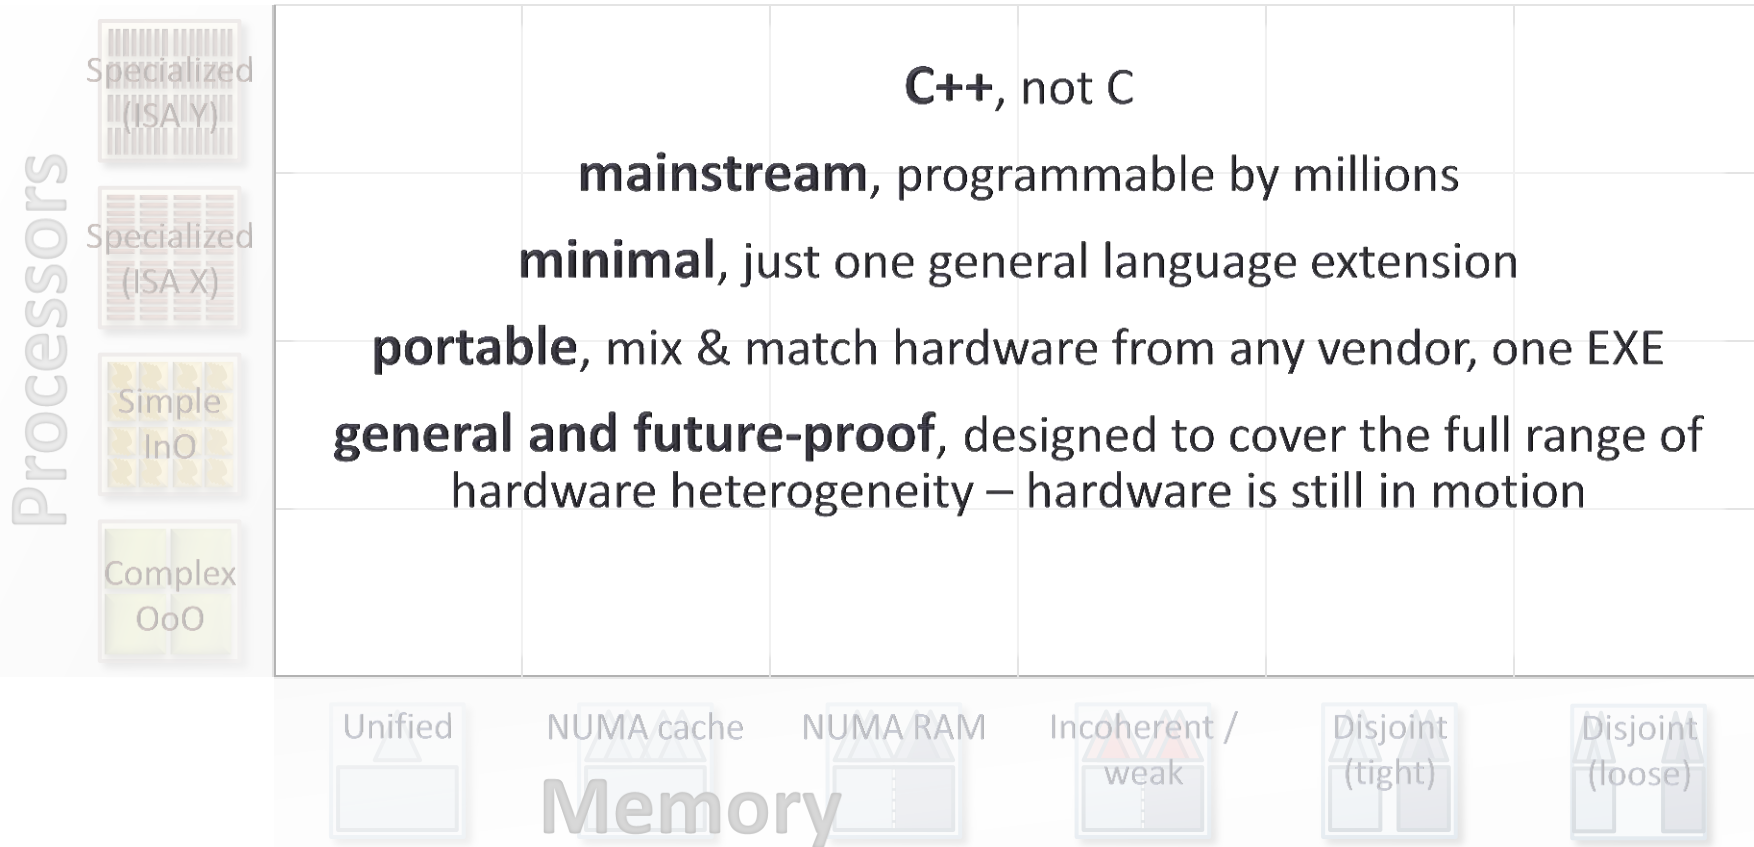 C++, not C
mainstream, programmable by millions
minimal, just one general language extension
portable, mix & match hardware from any vendor, one EXE
general and future-proof, designed to cover the full range of
hardware heterogeneity – hardware is still in motion
Processors
Specialized
(ISA Y)
Specialized
(ISA X)
Simple
InO
Complex
OoO
Unified
NUMA cache
NUMA RAM
Incoherent /
weak
Disjoint
(tight)
Disjoint
(loose)
Memory